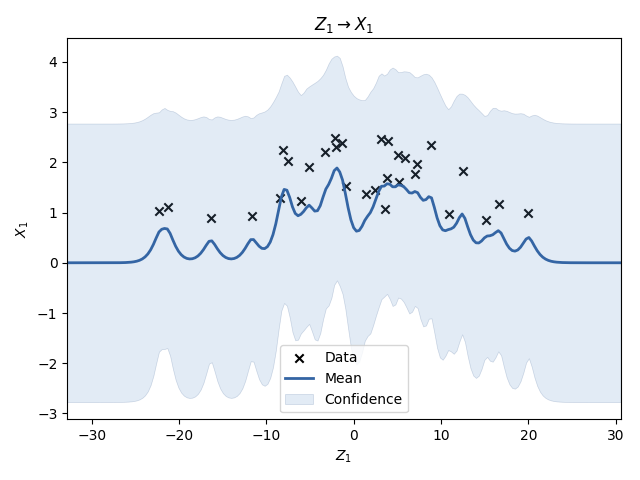 Z₁ → X₁
X₁
4
3
2
1
0
−1
−2
−3
Data
Mean
Confidence
−30 −20 −10 0 10 20 30
Z₁